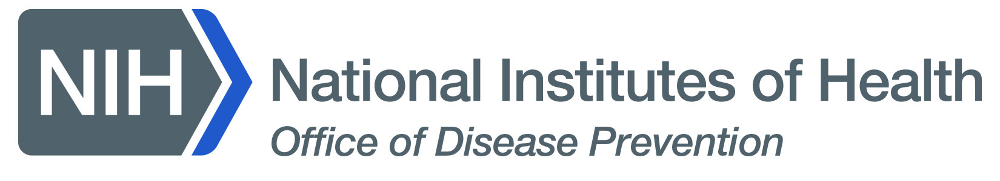 NIH
National Institutes of Health
Office of Disease Prevention